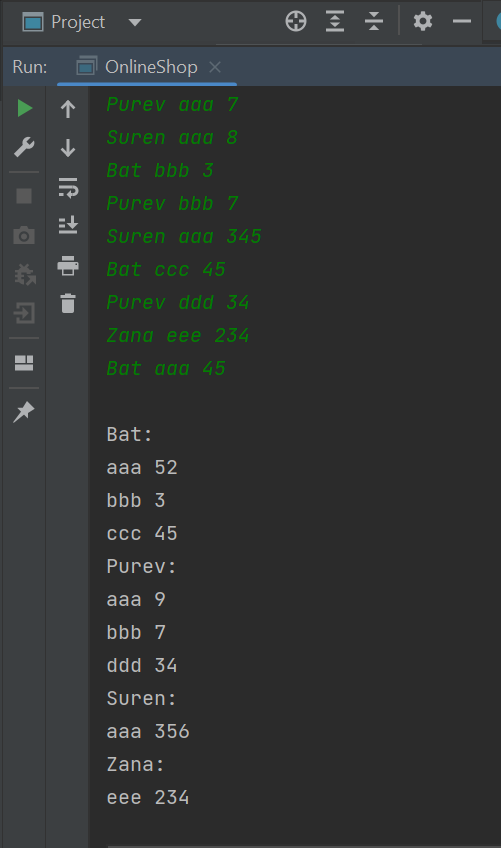 Project
Run: OnlineShop
Purev aaa 7
Suren aaa 8
Bat bbb 3
Purev bbb 7
Suren aaa 345
Bat ccc 45
Purev ddd 34
Zana eee 234
Bat aaa 45
Bat:
aaa 52
bbb 3
ccc 45
Purev:
aaa 9
bbb 7
ddd 34
Suren:
aaa 356
Zana:
eee 234